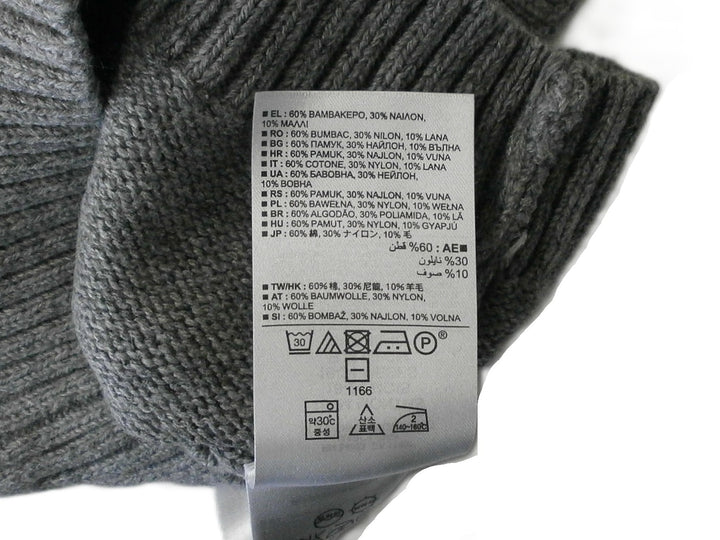 ■ EL : 60% ΒΑΜΒΑΚΕΡΟ, 30% ΝΑΙΛΟΝ,
10% ΜΑΛΛΙ
■ RO : 60% BUMBAC, 30% NILON, 10% LANA
■ BG : 60% ПАМУК, 30% НАЙЛОН, 10% ВЪЛНА
■ HR : 60% PAMUK, 30% NAJLON, 10% VUNA
■ IT : 60% COTONE, 30% NYLON, 10% LANA
■ UA : 60% БАВОВНА, 30% НЕЙЛОН,
10% ВОВНА
■ RS : 60% PAMUK, 30% NAJLON, 10% VUNA
■ PL : 60% BAWEŁNA, 30% NYLON, 10% WEŁNA
■ BR : 60% ALGODÃO, 30% POLIAMIDA, 10% LÃ
■ HU : 60% PAMUT, 30% NYLON, 10% GYAPJÚ
■ JP : 60% 綿, 30% ナイロン, 10% 毛
■AE : 60% قطن
30% نايلون
10% صوف
■ TW/HK : 60% 棉, 30% 尼龍, 10% 羊毛
■ AT : 60% BAUMWOLLE, 30% NYLON,
10% WOLLE
■ SI : 60% BOMBAŽ, 30% NAJLON, 10% VOLNA
30 P ®
1166
약30℃ 산소 2
중성 표백 140~160℃